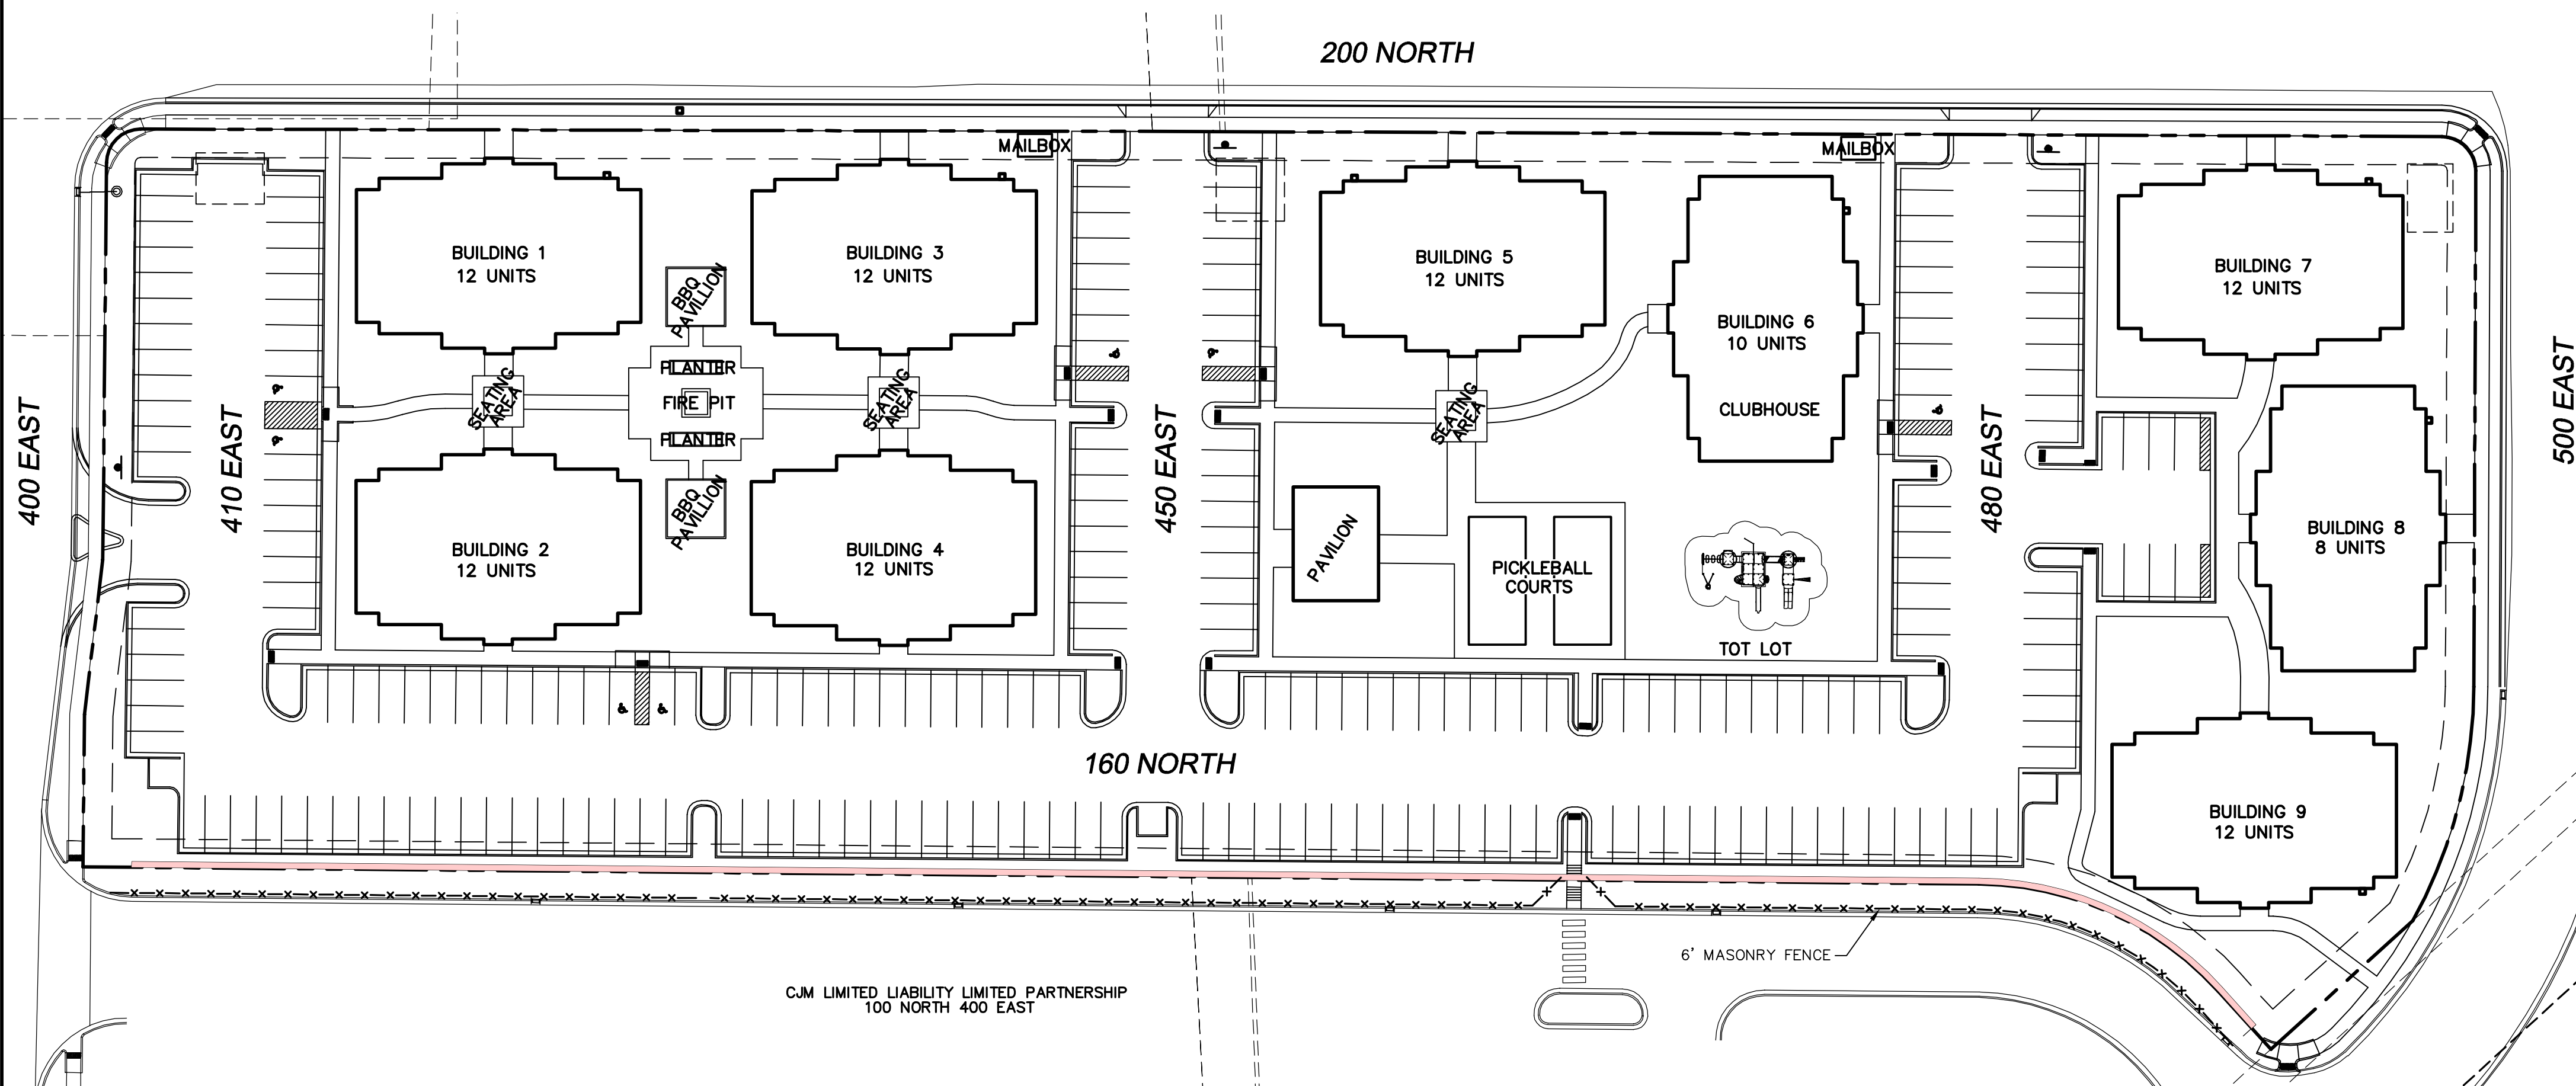 200 NORTH
MAILBOX
MAILBOX
BUILDING 1
12 UNITS
BUILDING 3
12 UNITS
BUILDING 5
12 UNITS
BUILDING 6
10 UNITS
CLUBHOUSE
BUILDING 7
12 UNITS
BBQ
PAVILLION
PLANTER
FIRE PIT
PLANTER
BBQ
PAVILLION
SEATING
AREA
SEATING
AREA
SEATING
AREA
400 EAST
410 EAST
450 EAST
480 EAST
500 EAST
BUILDING 2
12 UNITS
BUILDING 4
12 UNITS
PAVILION
PICKLEBALL
COURTS
TOT LOT
BUILDING 8
8 UNITS
160 NORTH
BUILDING 9
12 UNITS
6' MASONRY FENCE
CJM LIMITED LIABILITY LIMITED PARTNERSHIP
100 NORTH 400 EAST